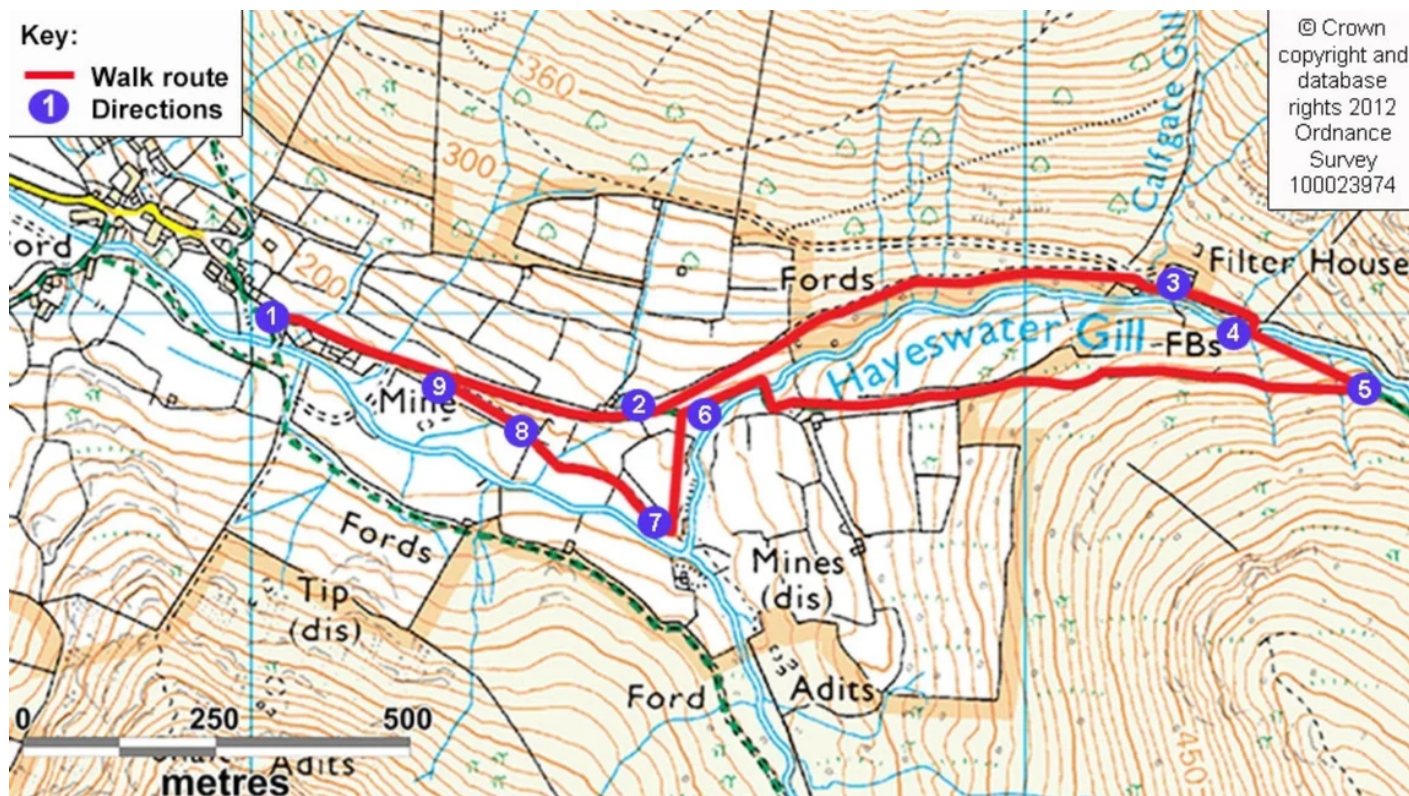 Key:
Walk route
1 Directions
© Crown
copyright and
database
rights 2012
Ordnance
Survey
100023974
360
300
200
Calfgate Gill
ord
Fords
Filter House
3
1
4
Hayeswater Gill
FBs
9
2
6
5
Mine
8
7
Fords
Mines
(dis)
Tip
(dis)
Ford
Adits
450
0 250 500
Adits
metres